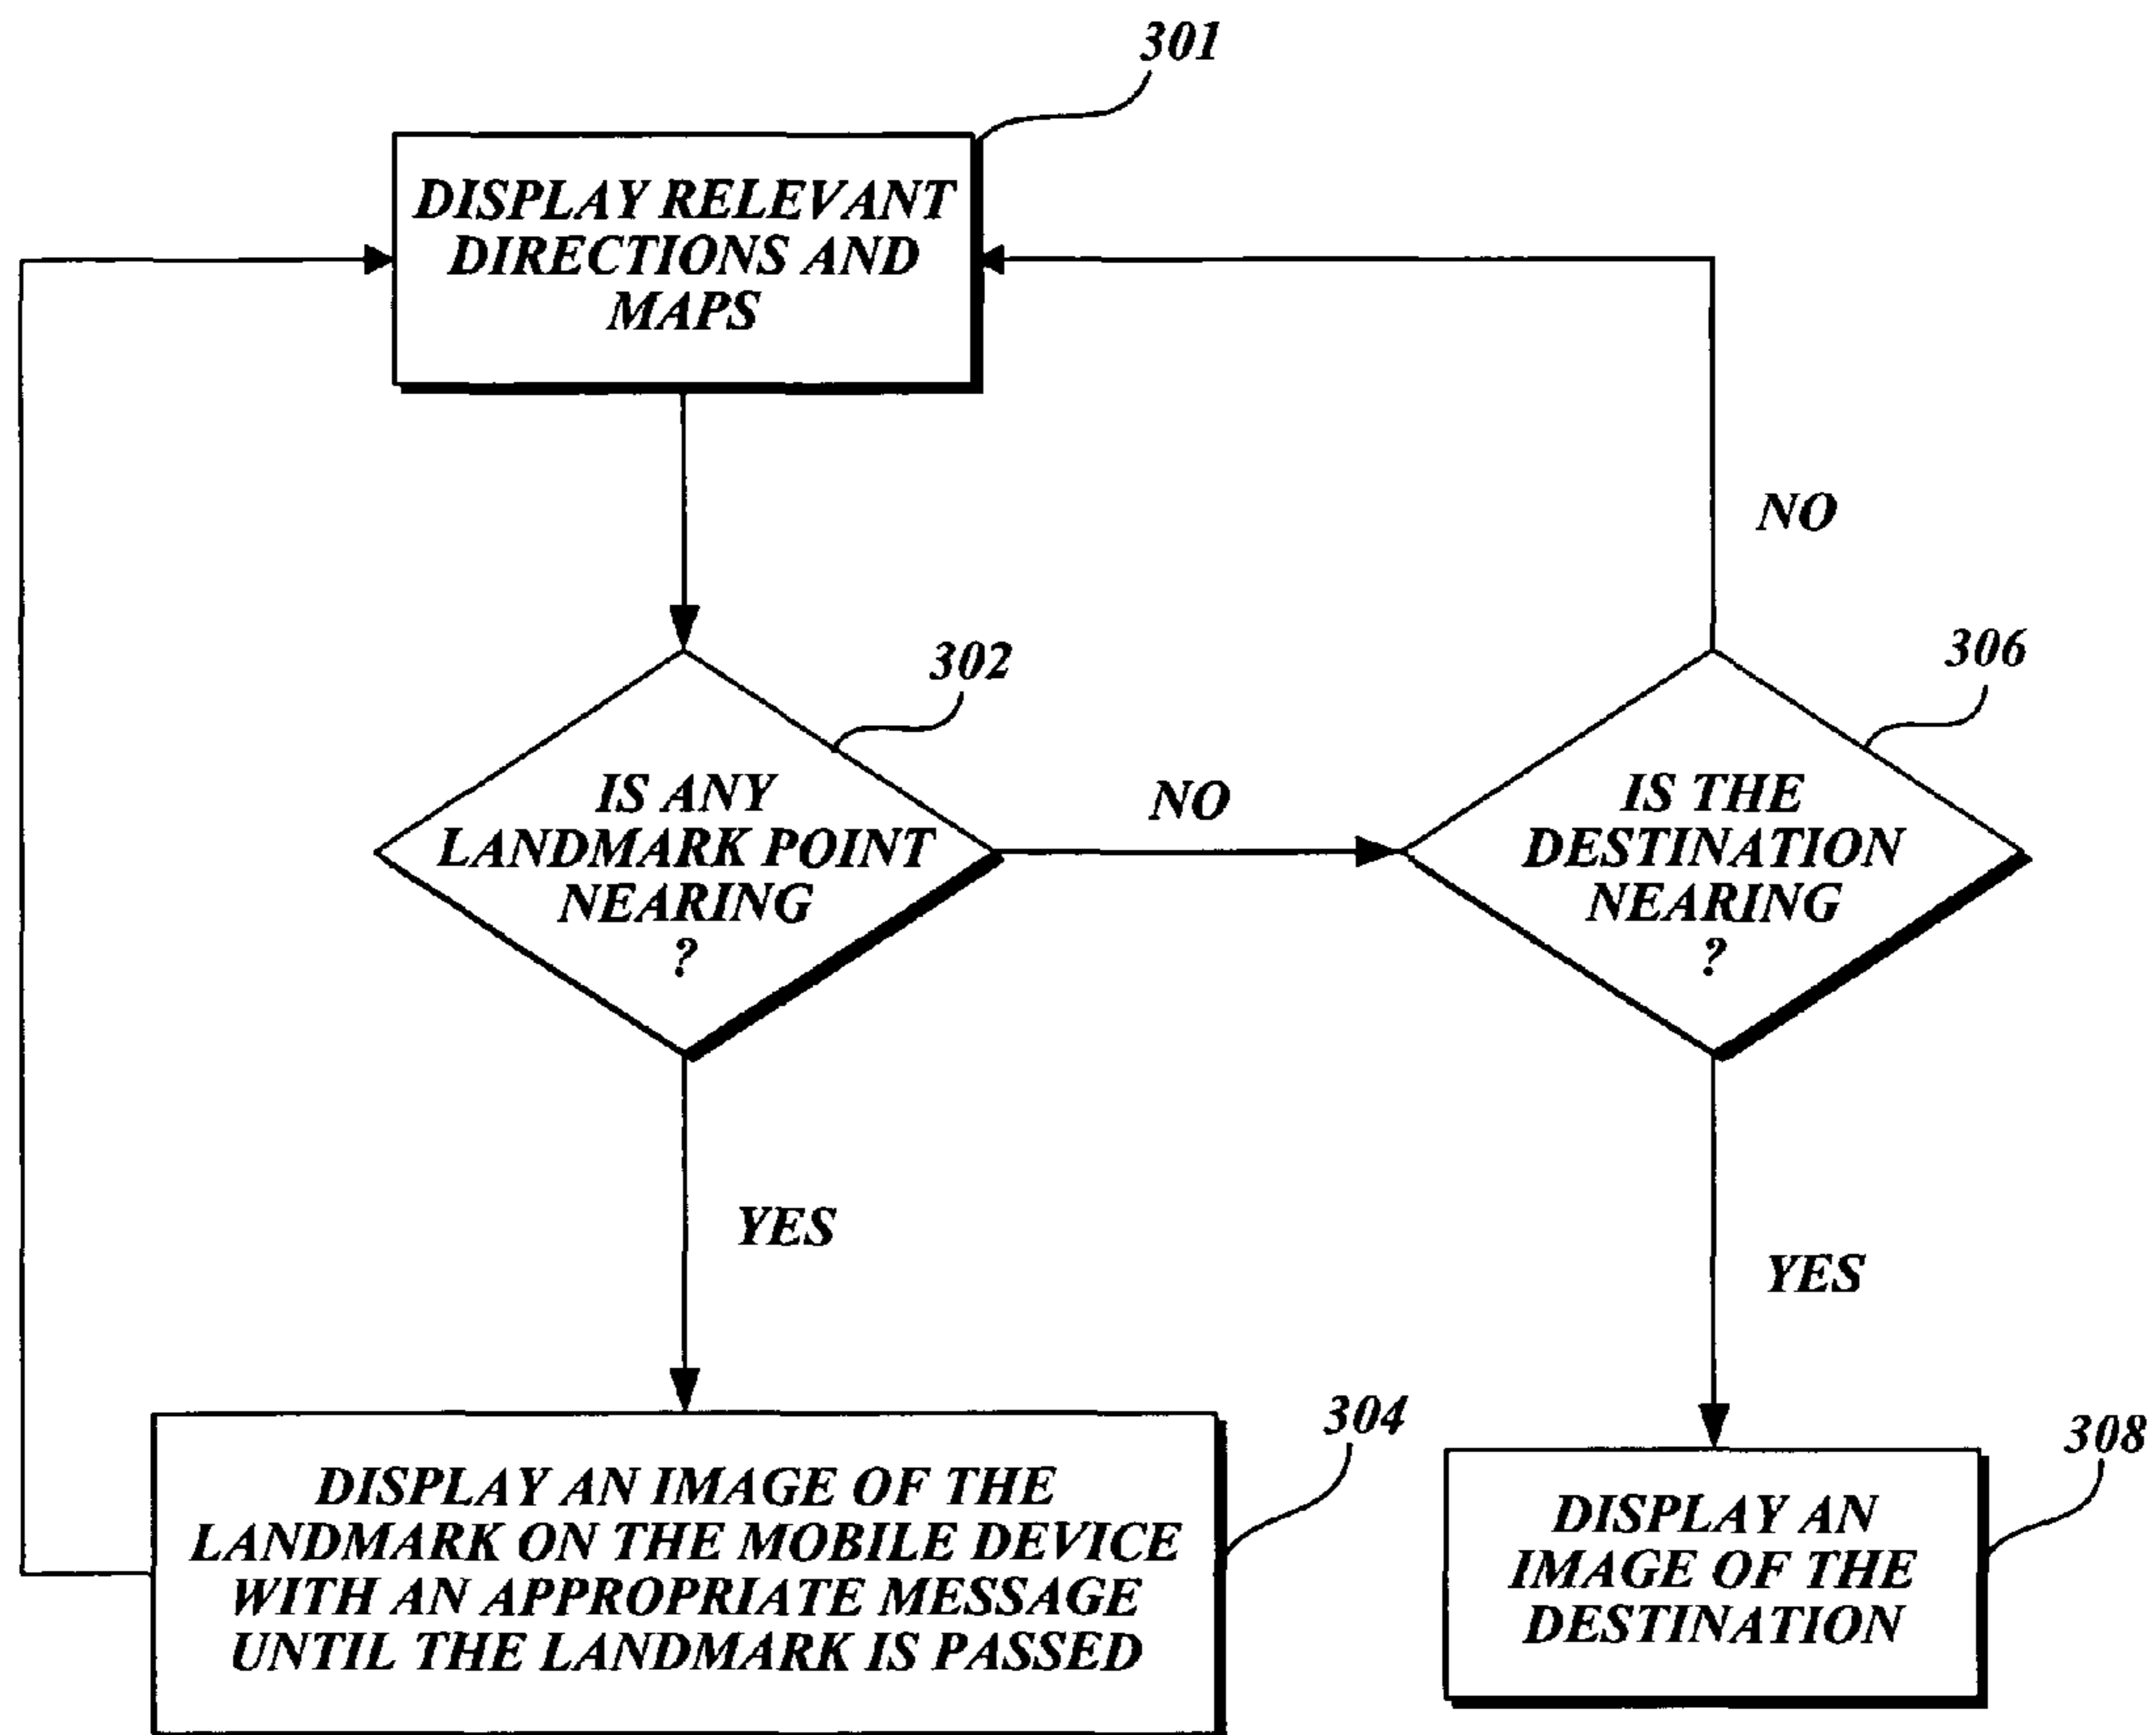 301
DISPLAY RELEVANT
DIRECTIONS AND
MAPS
NO
302
306
IS ANY
LANDMARK POINT
NEARING
?
NO
IS THE
DESTINATION
NEARING
?
YES
YES
304
308
DISPLAY AN IMAGE OF THE
LANDMARK ON THE MOBILE DEVICE
WITH AN APPROPRIATE MESSAGE
UNTIL THE LANDMARK IS PASSED
DISPLAY AN
IMAGE OF THE
DESTINATION